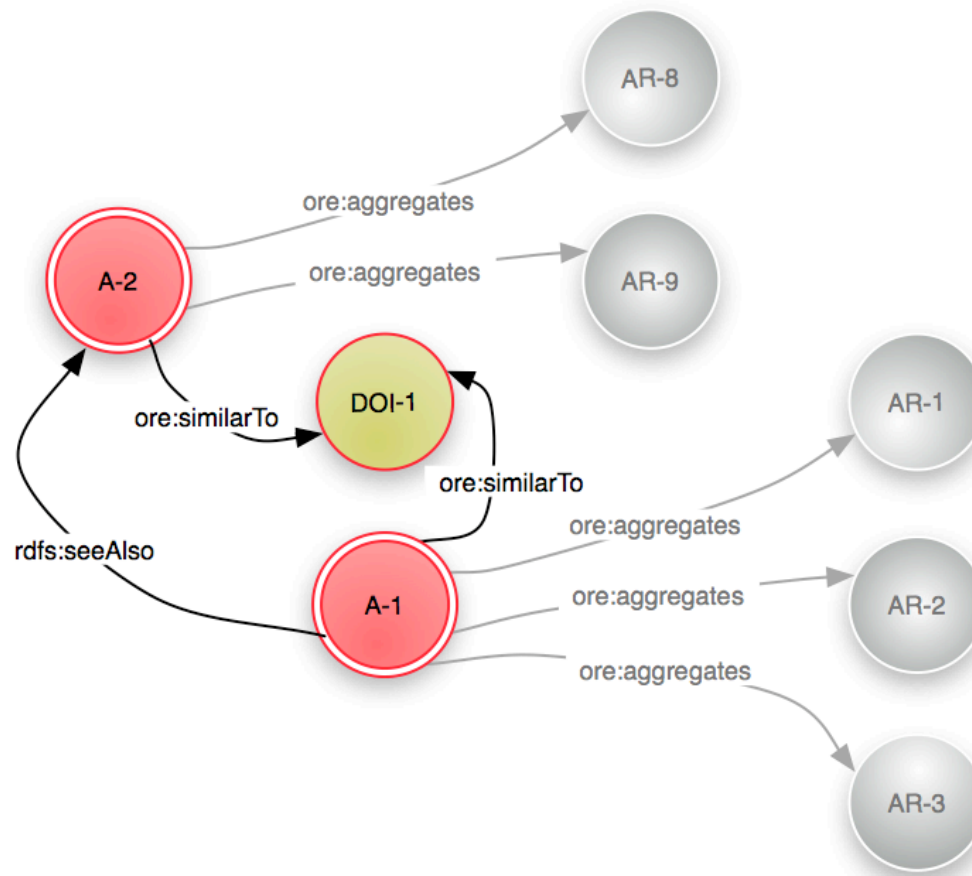 AR-8
ore:aggregates
A-2
ore:aggregates
AR-9
DOI-1
AR-1
ore:similarTo
ore:similarTo
ore:aggregates
rdfs:seeAlso
A-1
ore:aggregates
AR-2
ore:aggregates
AR-3